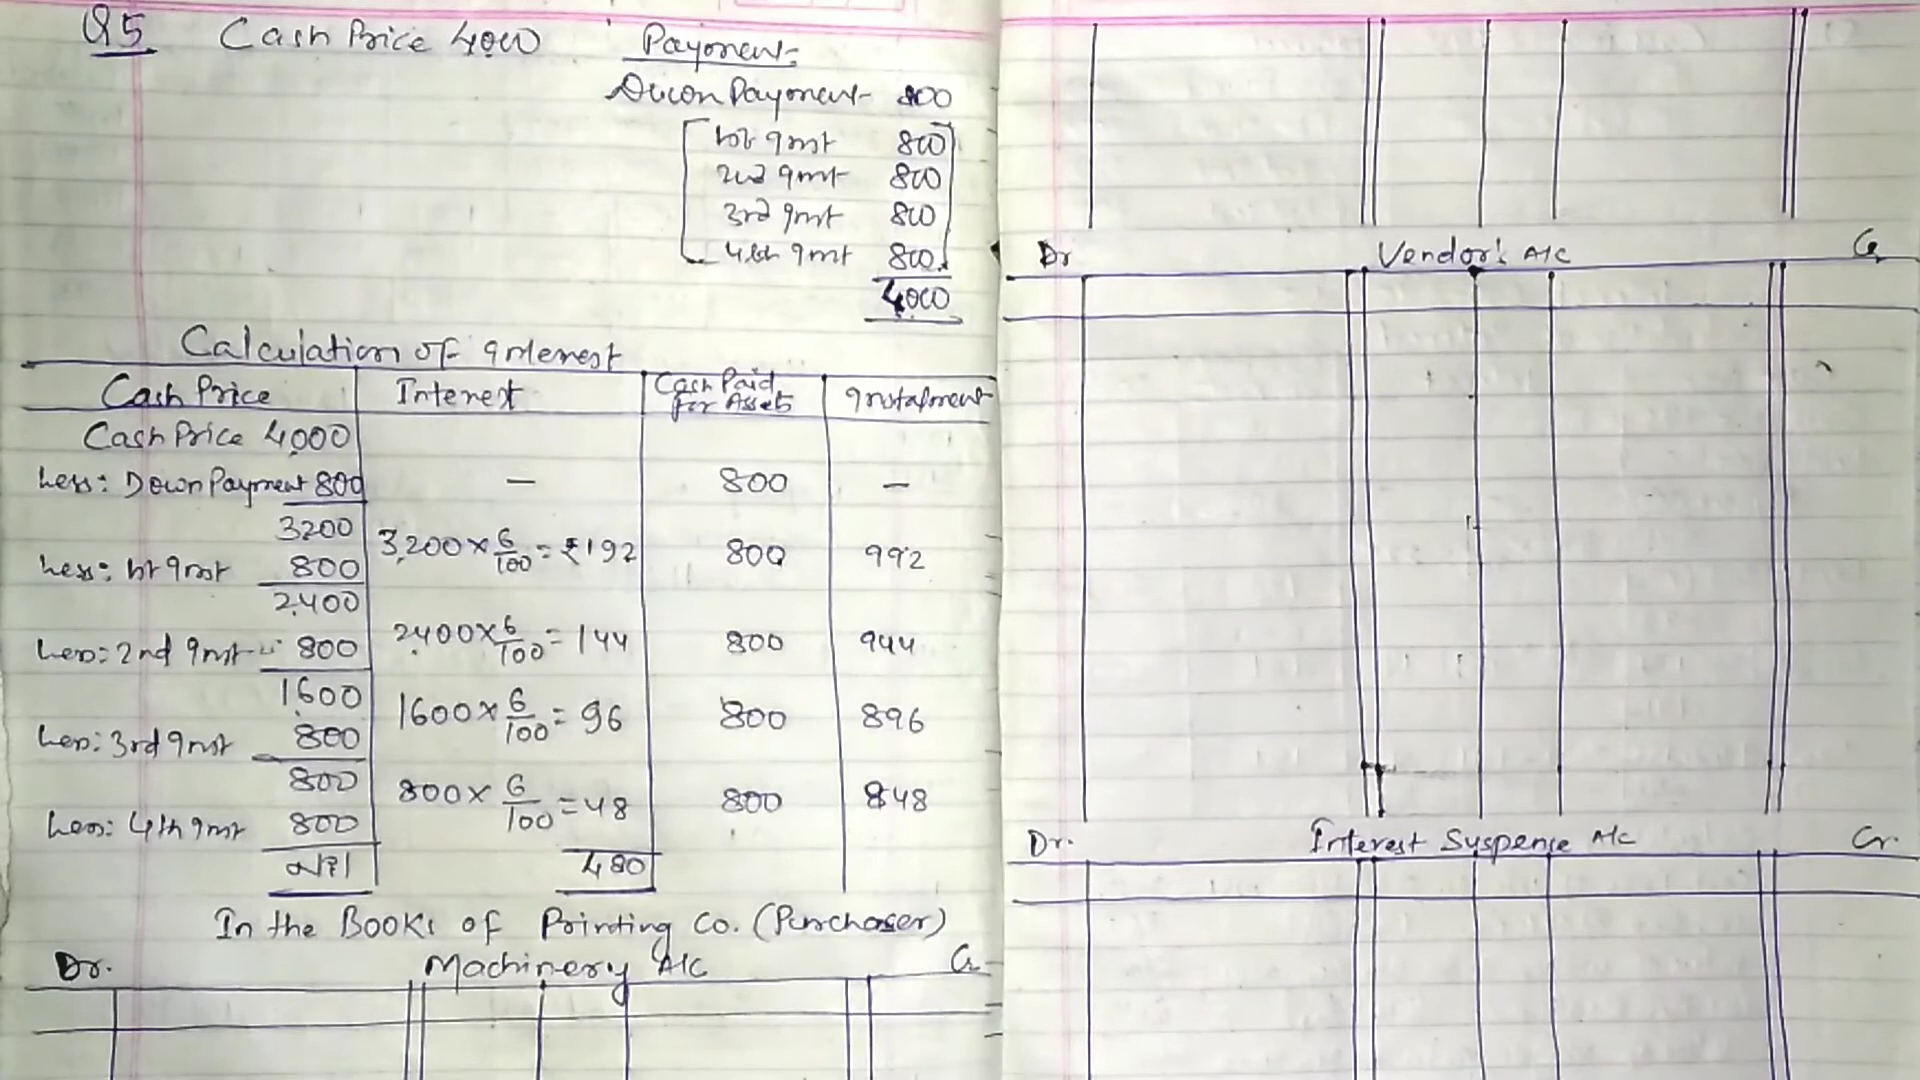 Q5 Cash Price 4000
Payment
Down Payment 800
1st Inst 800
2nd Inst 800
3rd Inst 800
4th Inst 800
4000
Calculation of Interest
Cash Price Interest Cash Paid for Assets Instalment
Cash Price 4000
Less: Down Payment 800 — 800 —
3200 3,200 × 6/100 = ₹192 800 992
Less: 1st Inst 800
2400
Less: 2nd Inst 800 2400 × 6/100 = 144 800 944
1600 1600 × 6/100 = 96 800 896
Less: 3rd Inst 800
800 800 × 6/100 = 48 800 848
Less: 4th Inst 800
Nil 480
In the Books of Printing Co. (Purchaser)
Dr. Machinery A/c Cr
Dr Vendor's A/c Cr
Dr. Interest Suspense A/c Cr.